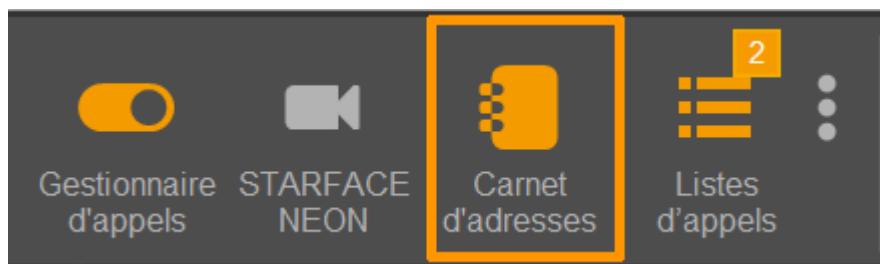 2
Gestionnaire STARFACE Carnet Listes
d'appels NEON d'adresses d’appels